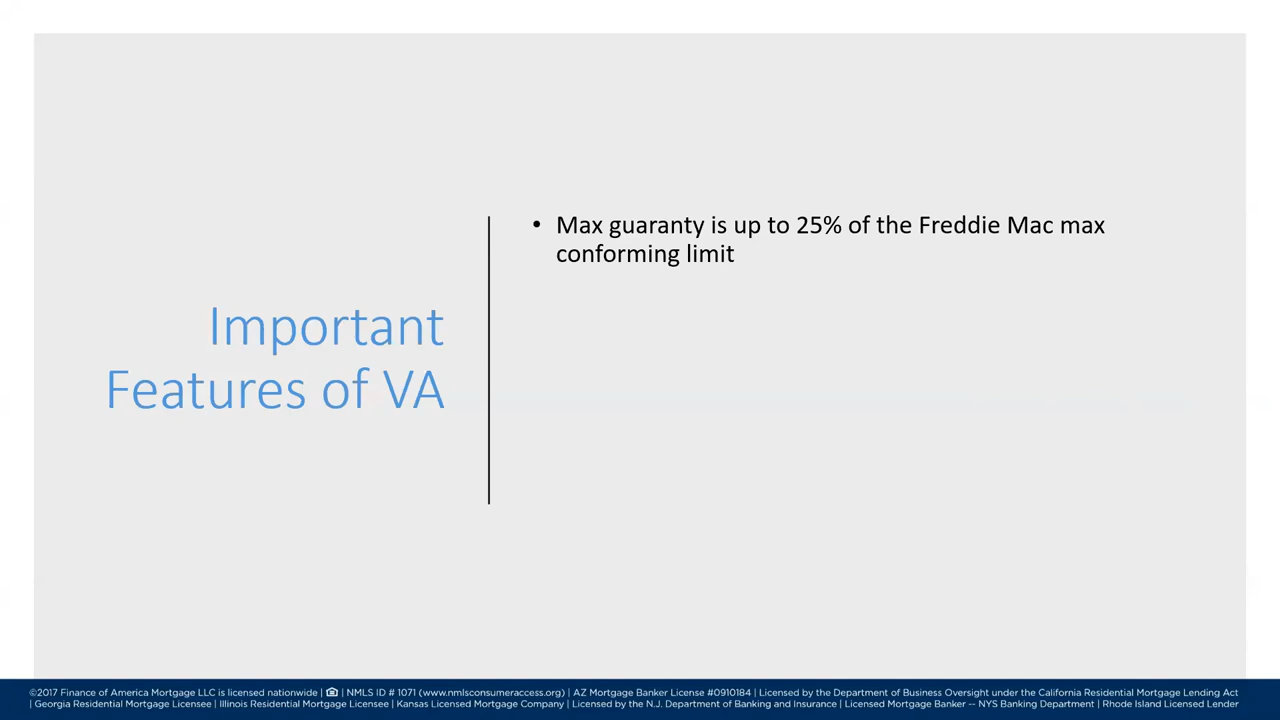 Important
Features of VA
• Max guaranty is up to 25% of the Freddie Mac max
conforming limit
©2017 Finance of America Mortgage LLC is licensed nationwide | | NMLS ID # 1071 (www.nmlsconsumeraccess.org) | AZ Mortgage Banker License #0910184 | Licensed by the Department of Business Oversight under the California Residential Mortgage Lending Act
| Georgia Residential Mortgage Licensee | Illinois Residential Mortgage Licensee | Kansas Licensed Mortgage Company | Licensed by the N.J. Department of Banking and Insurance | Licensed Mortgage Banker -- NYS Banking Department | Rhode Island Licensed Lender